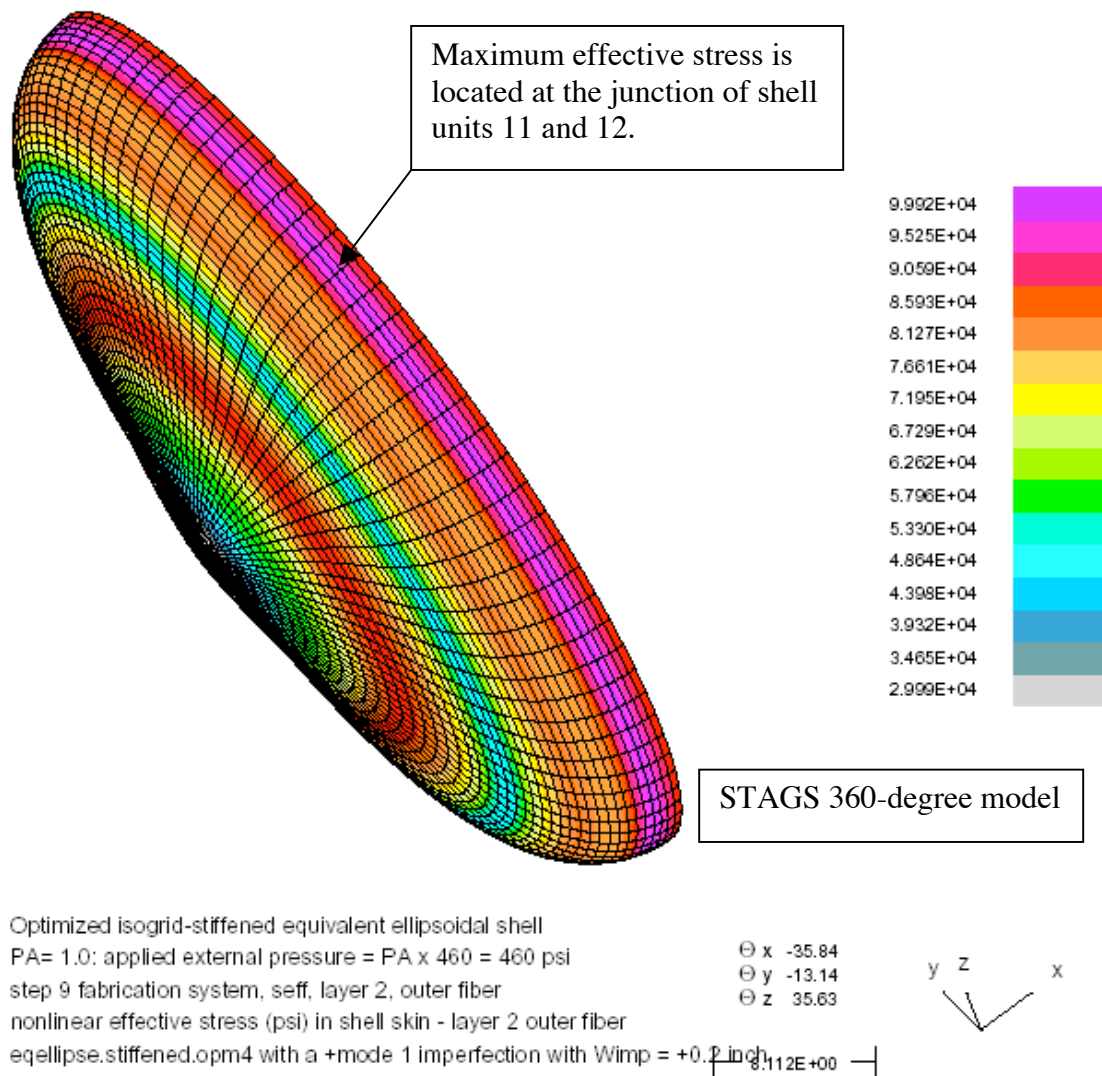 Maximum effective stress is
located at the junction of shell
units 11 and 12.
9.992E+04
9.525E+04
9.059E+04
8.593E+04
8.127E+04
7.661E+04
7.195E+04
6.729E+04
6.262E+04
5.796E+04
5.330E+04
4.864E+04
4.398E+04
3.932E+04
3.465E+04
2.999E+04
STAGS 360-degree model
Optimized isogrid-stiffened equivalent ellipsoidal shell
PA= 1.0: applied external pressure = PA x 460 = 460 psi
step 9 fabrication system, seff, layer 2, outer fiber
nonlinear effective stress (psi) in shell skin - layer 2 outer fiber
eqellipse.stiffened.opm4 with a +mode 1 imperfection with Wimp = +0.2 inch
Θ x -35.84
Θ y -13.14
Θ z 35.63
y z x
8.112E+00